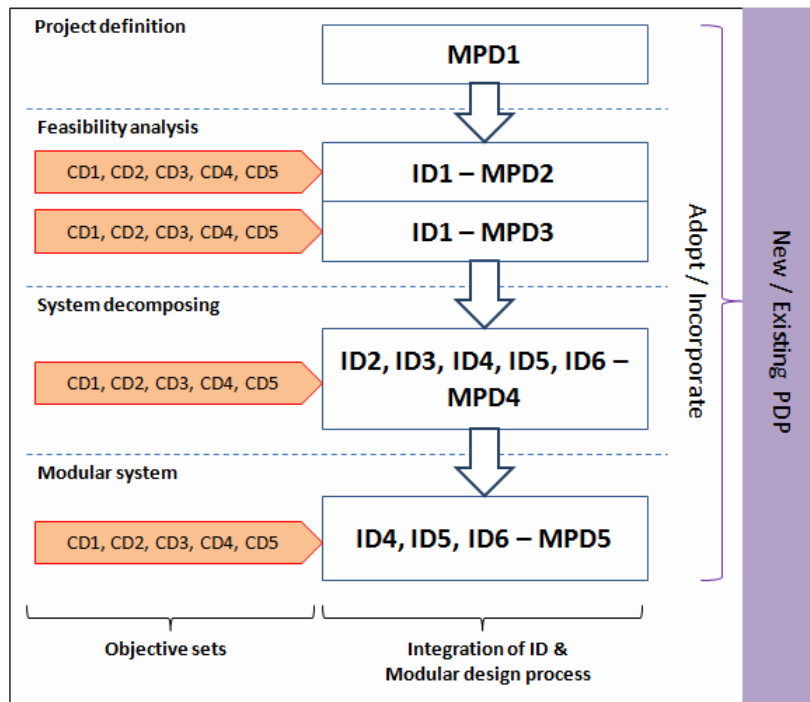 Project definition
MPD1
Feasibility analysis
CD1, CD2, CD3, CD4, CD5
ID1 – MPD2
CD1, CD2, CD3, CD4, CD5
ID1 – MPD3
System decomposing
CD1, CD2, CD3, CD4, CD5
ID2, ID3, ID4, ID5, ID6 –
MPD4
Modular system
CD1, CD2, CD3, CD4, CD5
ID4, ID5, ID6 – MPD5
Objective sets
Integration of ID &
Modular design process
Adopt / Incorporate
New / Existing PDP